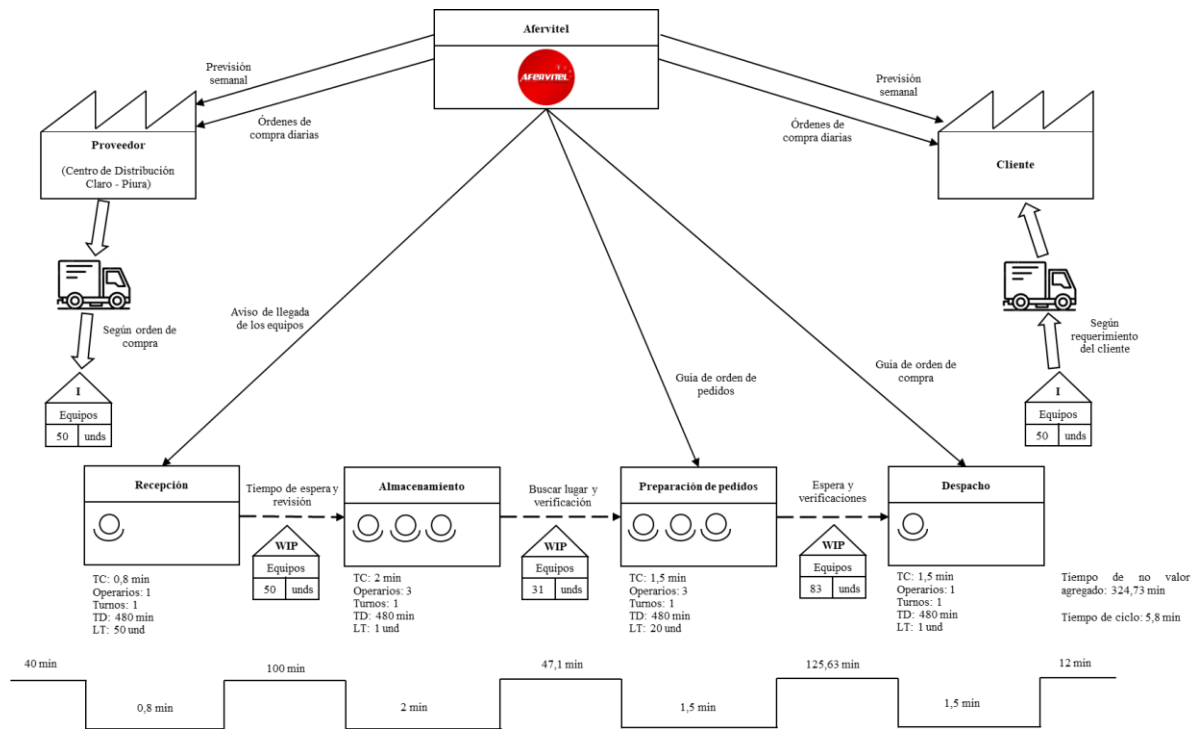 Afervitel
AFERVITEL
Previsión
semanal
Órdenes de
compra diarias
Previsión
semanal
Órdenes de
compra diarias
Proveedor
(Centro de Distribución
Claro - Piura)
Cliente
Según orden de
compra
Aviso de llegada
de los equipos
Guía de orden de
pedidos
Guía de orden de
compra
Según
requerimiento
del cliente
I
Equipos
50 unds
I
Equipos
50 unds
Recepción
Tiempo de espera y
revisión
Almacenamiento
Buscar lugar y
verificación
Preparación de pedidos
Espera y
verificaciones
Despacho
WIP
Equipos
50 unds
WIP
Equipos
31 unds
WIP
Equipos
83 unds
TC: 0,8 min
Operarios: 1
Turnos: 1
TD: 480 min
LT: 50 und
TC: 2 min
Operarios: 3
Turnos: 1
TD: 480 min
LT: 1 und
TC: 1,5 min
Operarios: 3
Turnos: 1
TD: 480 min
LT: 20 und
TC: 1,5 min
Operarios: 1
Turnos: 1
TD: 480 min
LT: 1 und
Tiempo de no valor
agregado: 324,73 min
Tiempo de ciclo: 5,8 min
40 min
0,8 min
100 min
2 min
47,1 min
1,5 min
125,63 min
1,5 min
12 min